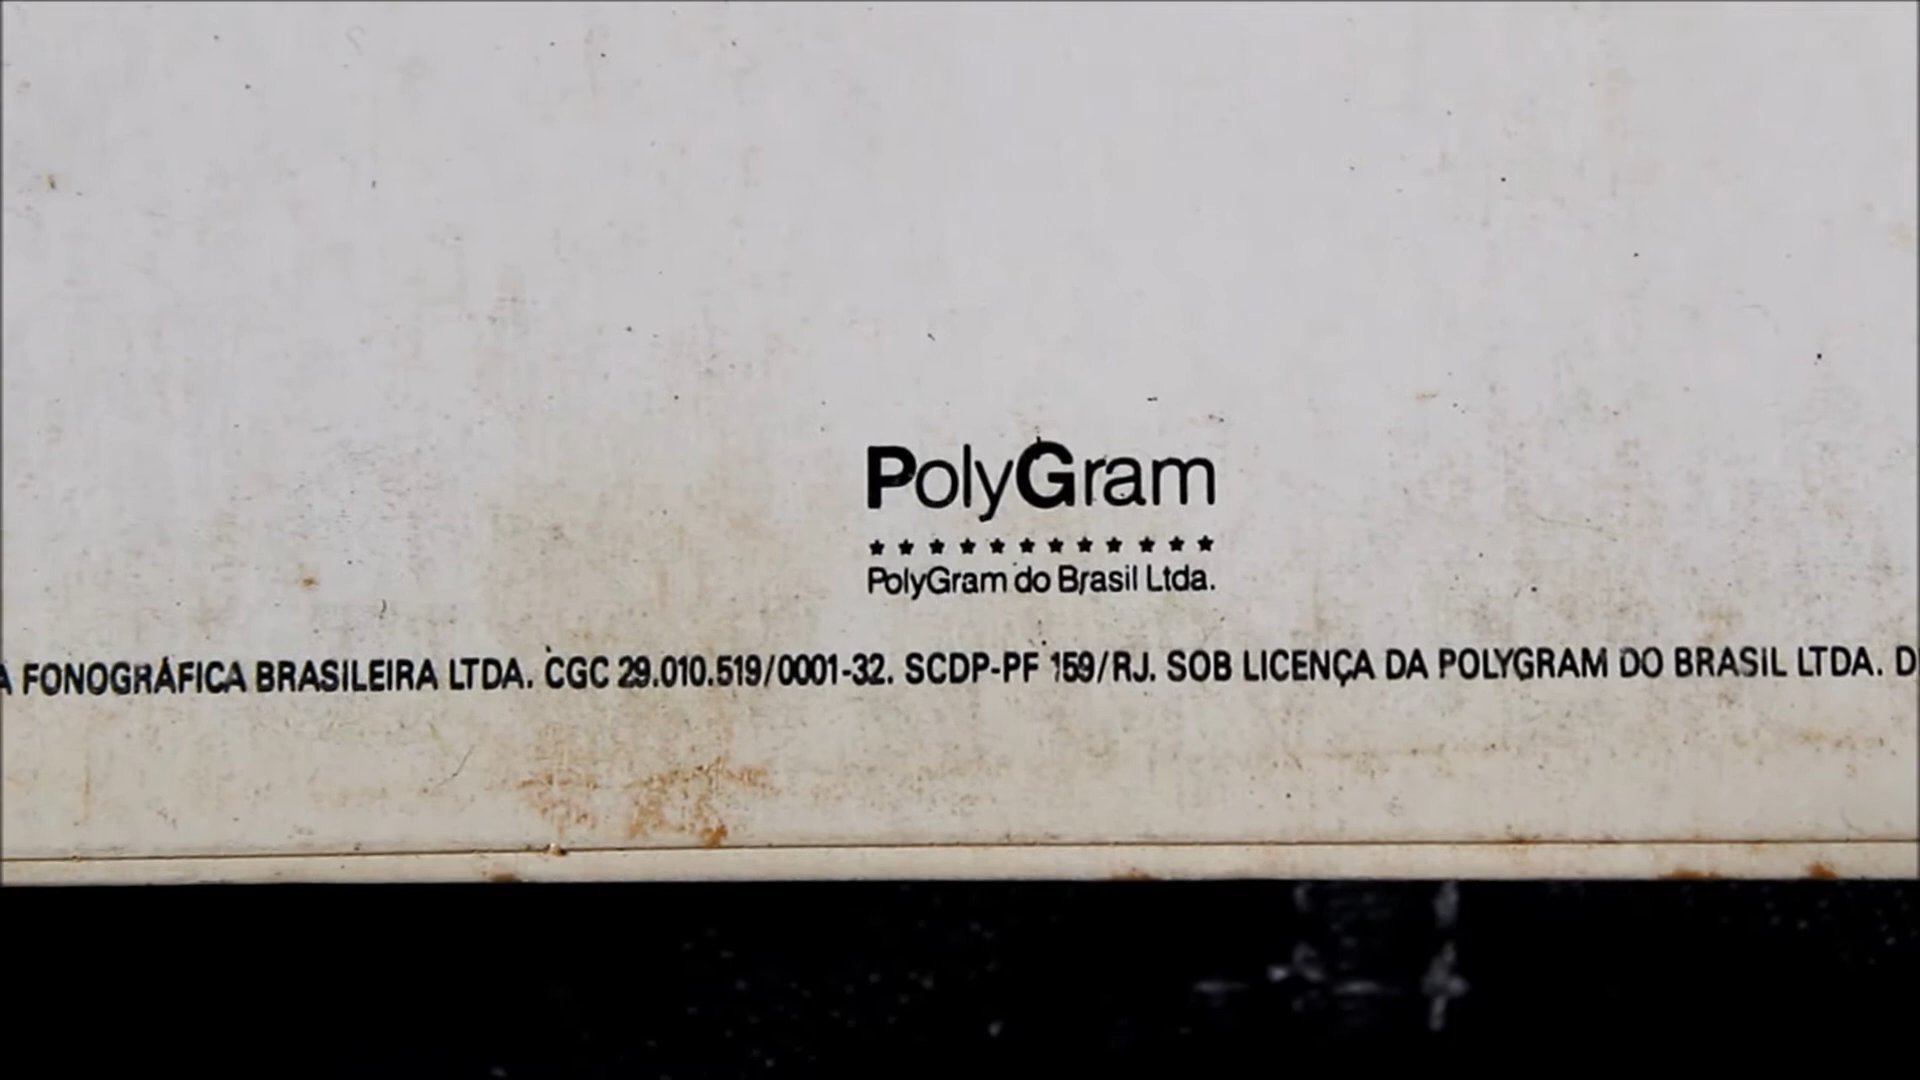 PolyGram
★ ★ ★ ★ ★ ★ ★ ★ ★ ★ ★ ★
PolyGram do Brasil Ltda.
FONOGRÁFICA BRASILEIRA LTDA. CGC 29.010.519/0001-32. SCDP-PF 159/RJ. SOB LICENÇA DA POLYGRAM DO BRASIL LTDA.